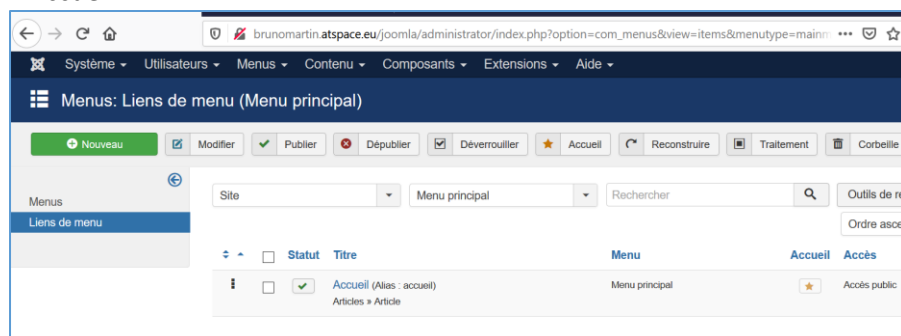 brunomartin.atspace.eu/joomla/administrator/index.php?option=com_menus&view=items&menutype=mainm
Système Utilisateurs Menus Contenu Composants Extensions Aide
Menus: Liens de menu (Menu principal)
Nouveau Modifier Publier Dépublier Déverrouiller Accueil Reconstruire Traitement Corbeille
Menus
Liens de menu
Site Menu principal Rechercher Outils de re
Ordre asce
Statut Titre Menu Accueil Accès
Accueil (Alias : accueil) Menu principal Accès public
Articles » Article